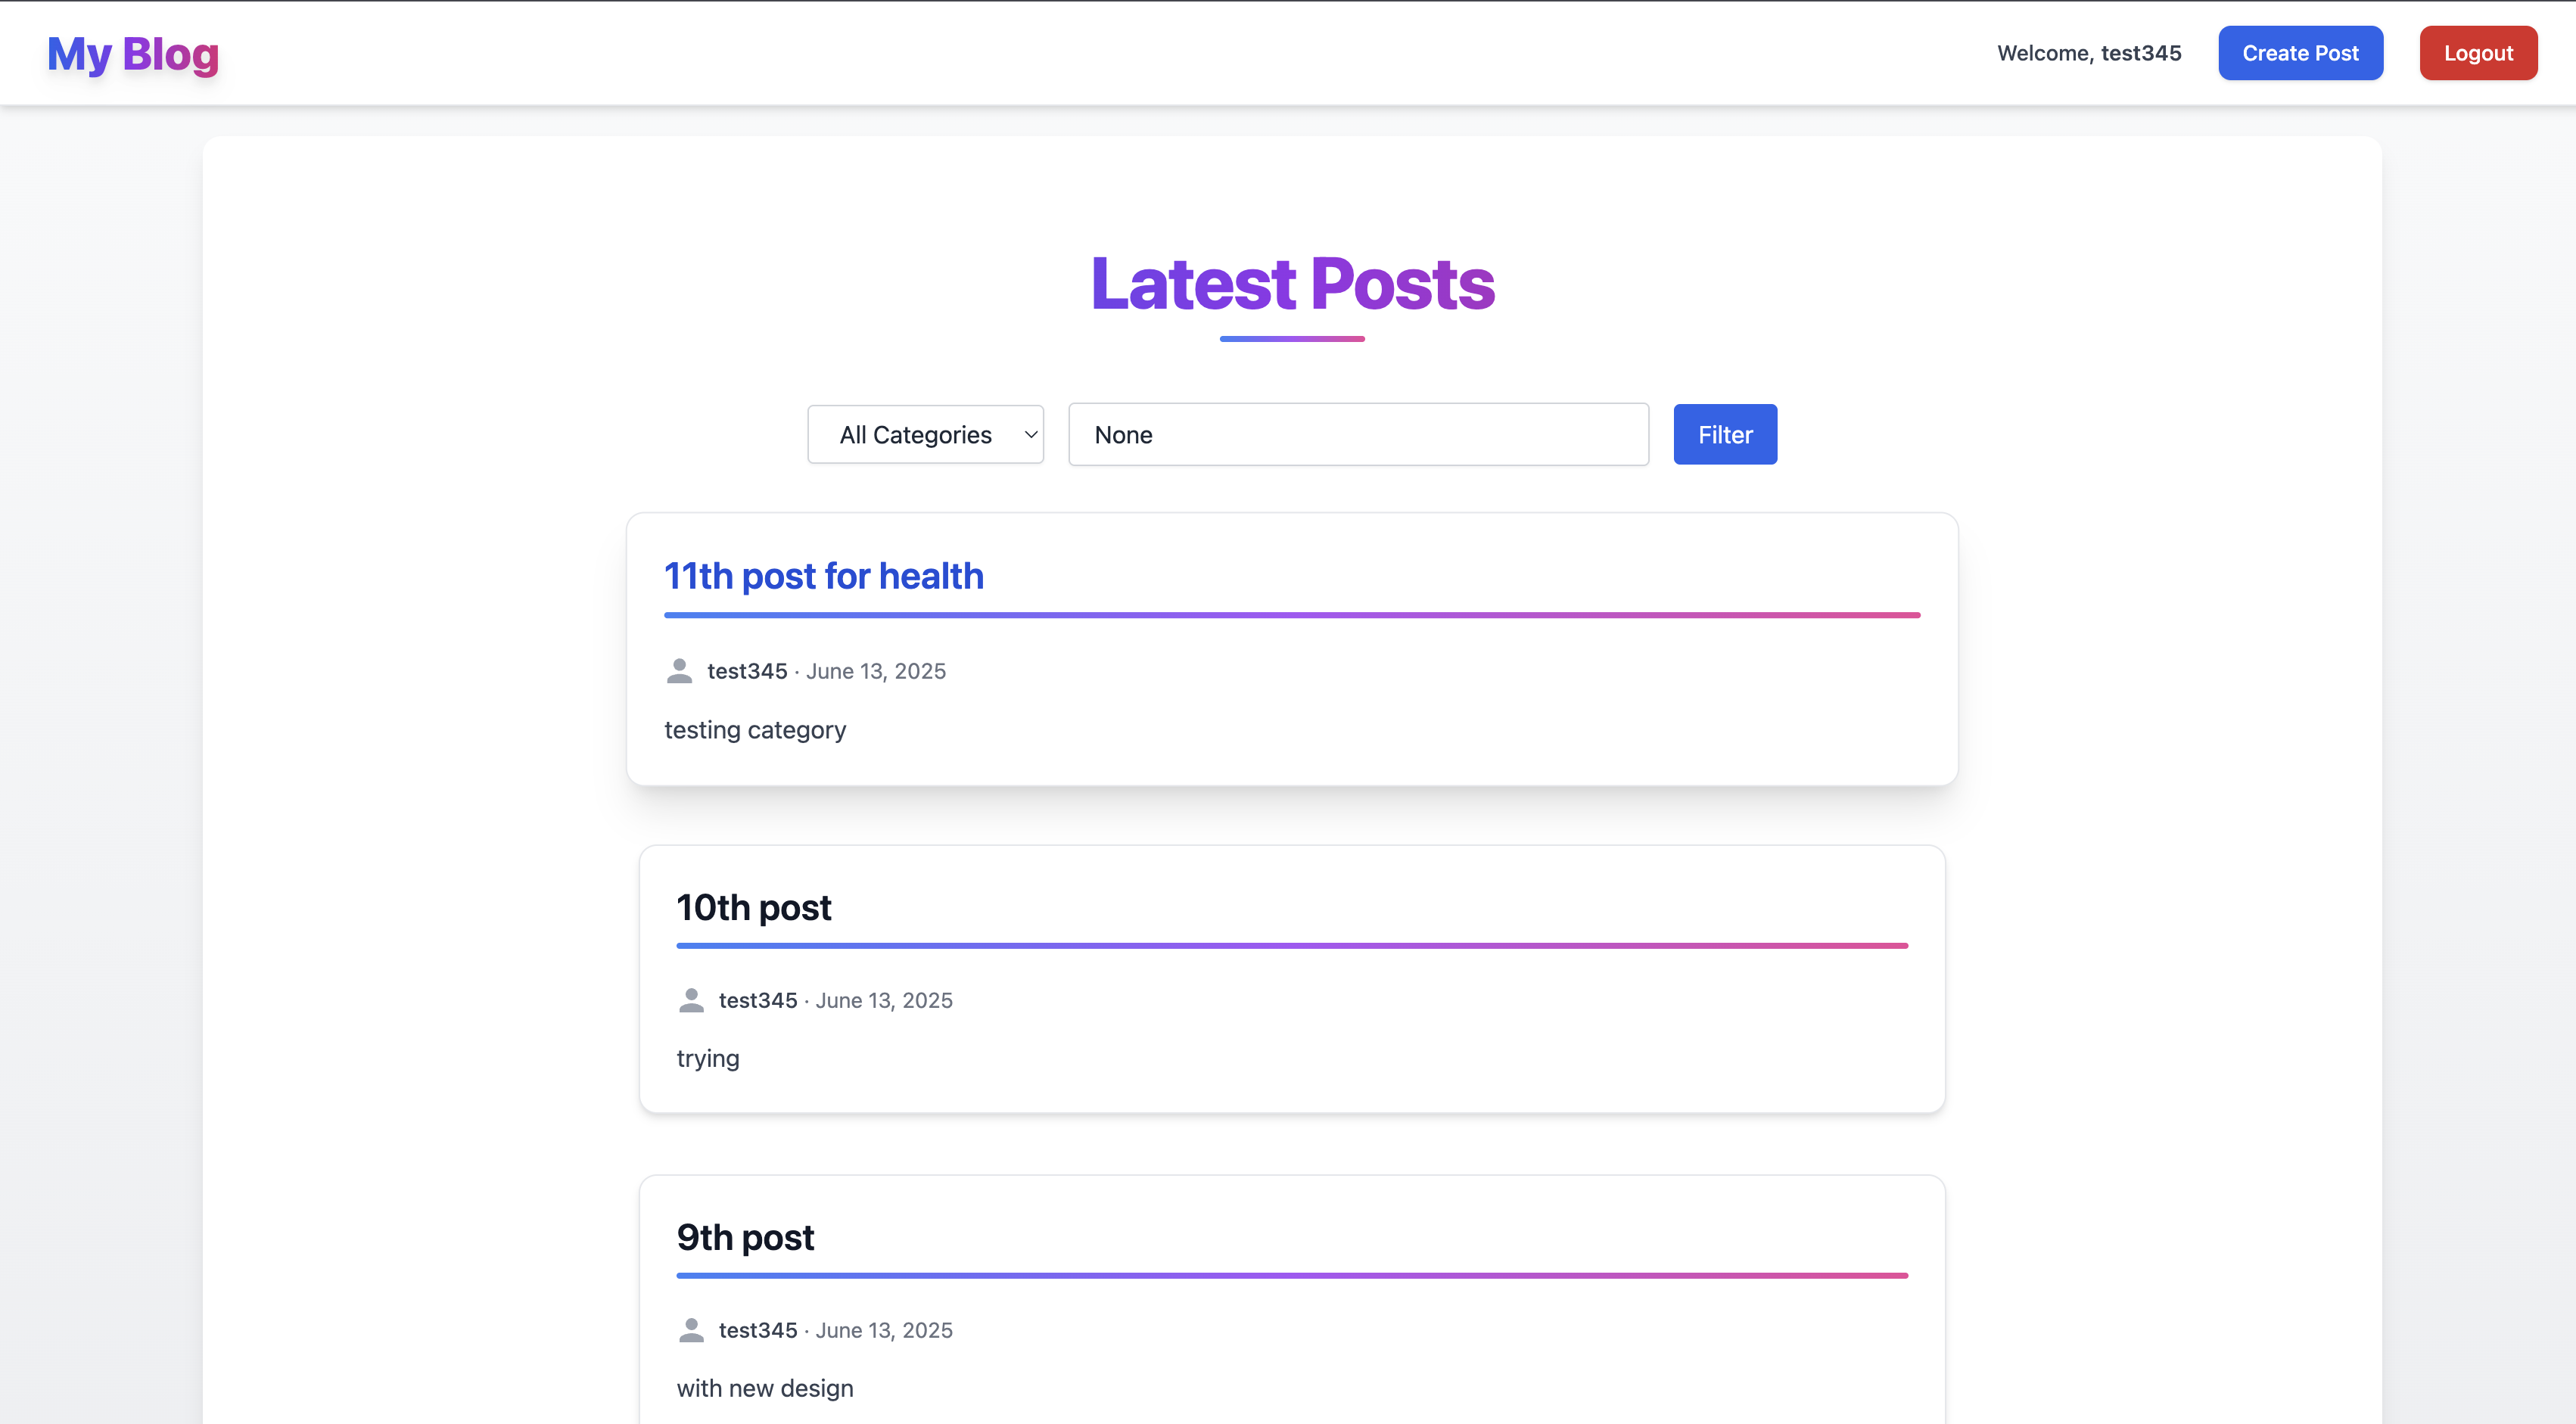 My Blog
Welcome, test345
Create Post
Logout
Latest Posts
All Categories
None
Filter
11th post for health
test345 · June 13, 2025
testing category
10th post
test345 · June 13, 2025
trying
9th post
test345 · June 13, 2025
with new design